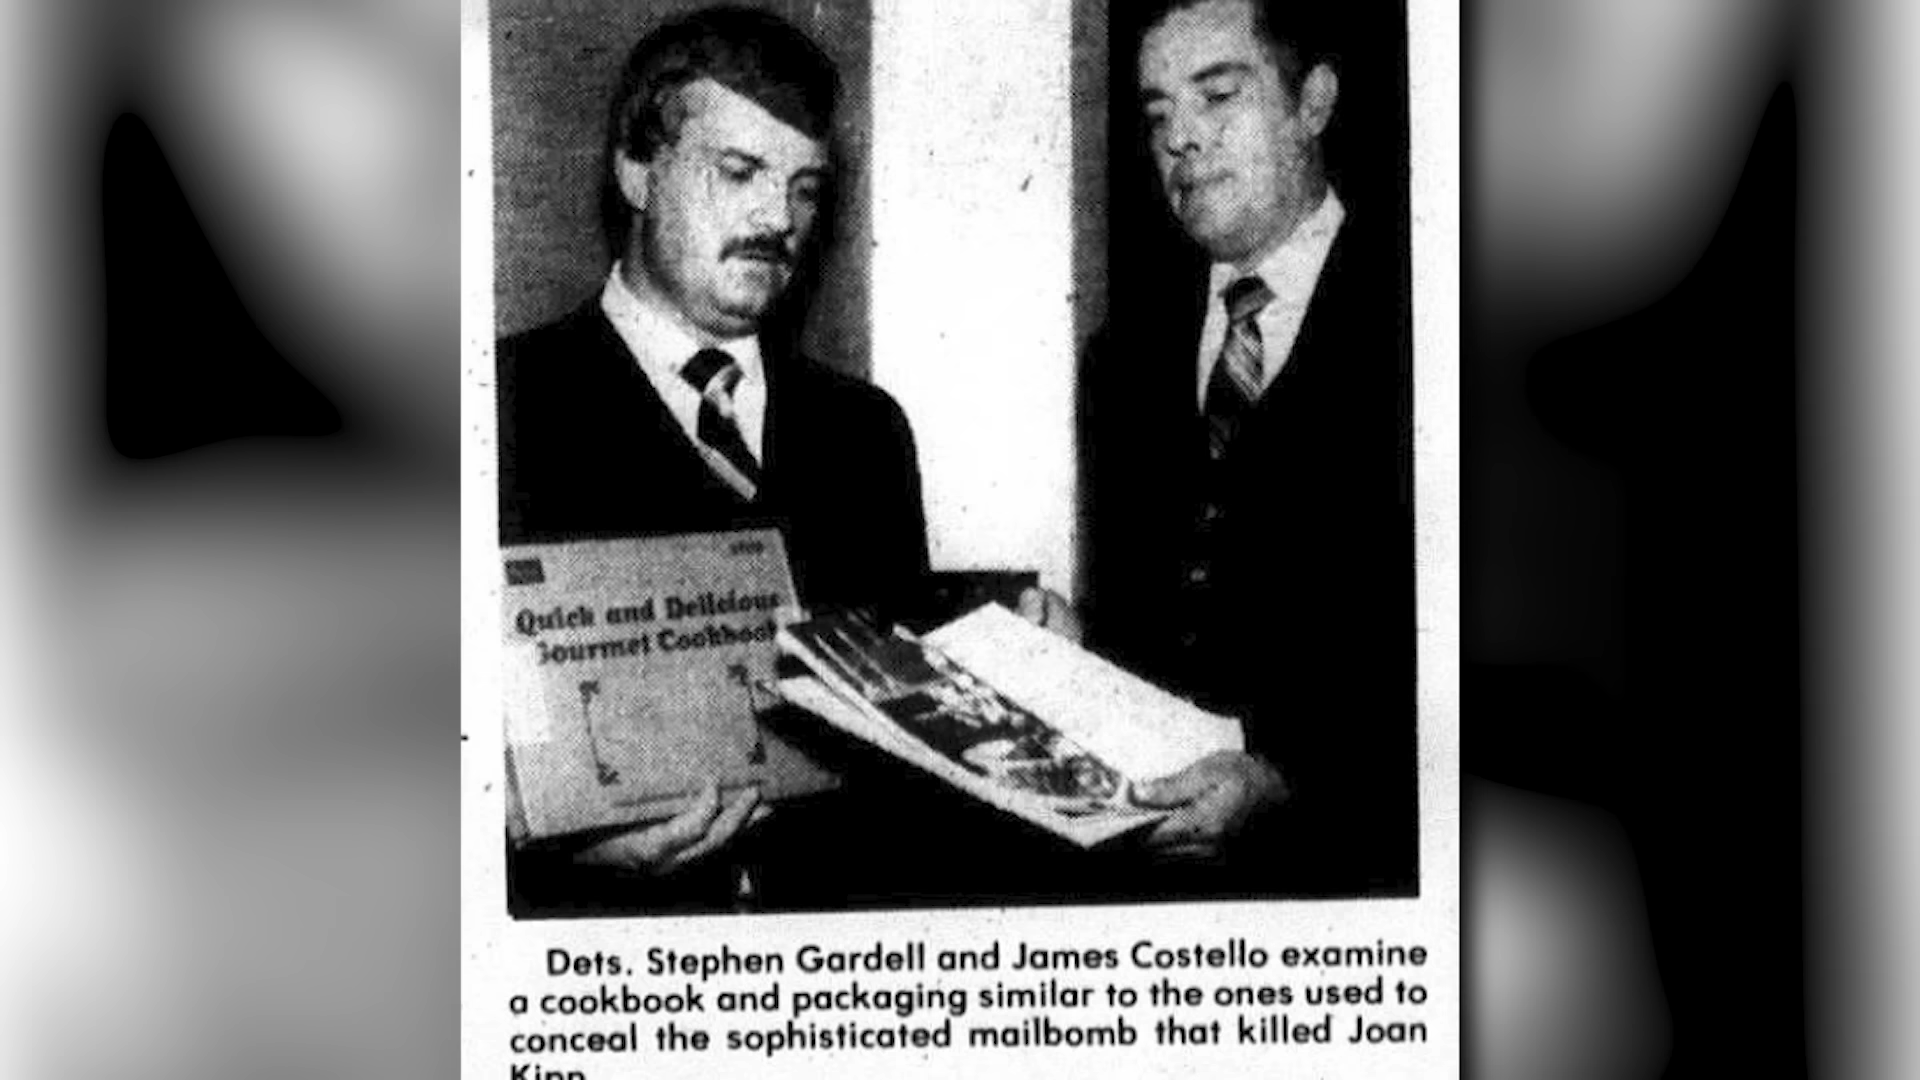 Quick and Delicious
Gourmet Cookbook
Dets. Stephen Gardell and James Costello examine
a cookbook and packaging similar to the ones used to
conceal the sophisticated mailbomb that killed Joan
Kipp